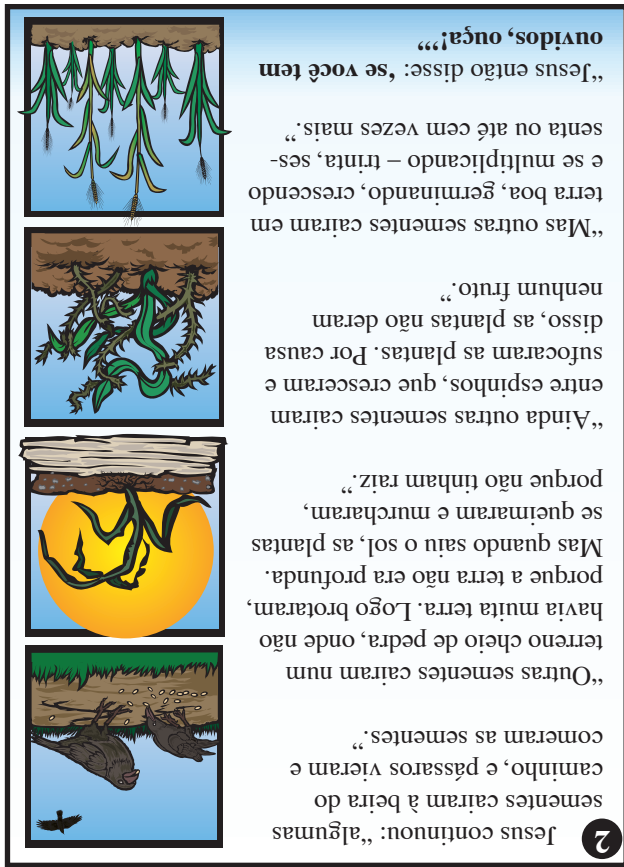 2
Jesus continuou: “algumas
sementes cairam à beira do
caminho, e pássaros vieram e
comeram as sementes.”
“Outras sementes cairam num
terreno cheio de pedra, onde não
havia muita terra. Logo brotaram,
porque a terra não era profunda.
Mas quando saiu o sol, as plantas
se queimaram e murcharam,
porque não tinham raiz.”
“Ainda outras sementes cairam
entre espinhos, que cresceram e
sufocaram as plantas. Por causa
disso, as plantas não deram
nenhum fruto.”
“Mas outras sementes cairam em
terra boa, germinando, crescendo
e se multiplicando – trinta, ses-
senta ou até cem vezes mais.”
“Jesus então disse: ‘se você tem
ouvidos, ouça!’”